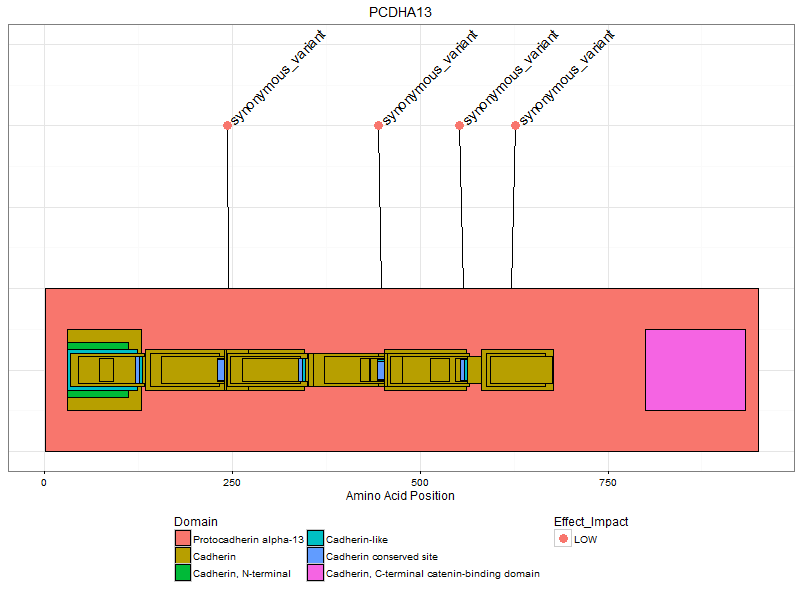 PCDHA13
synonymous_variant
synonymous_variant
synonymous_variant
synonymous_variant
0
250
500
750
Amino Acid Position
Domain
Protocadherin alpha-13
Cadherin
Cadherin, N-terminal
Cadherin-like
Cadherin conserved site
Cadherin, C-terminal catenin-binding domain
Effect_Impact
LOW